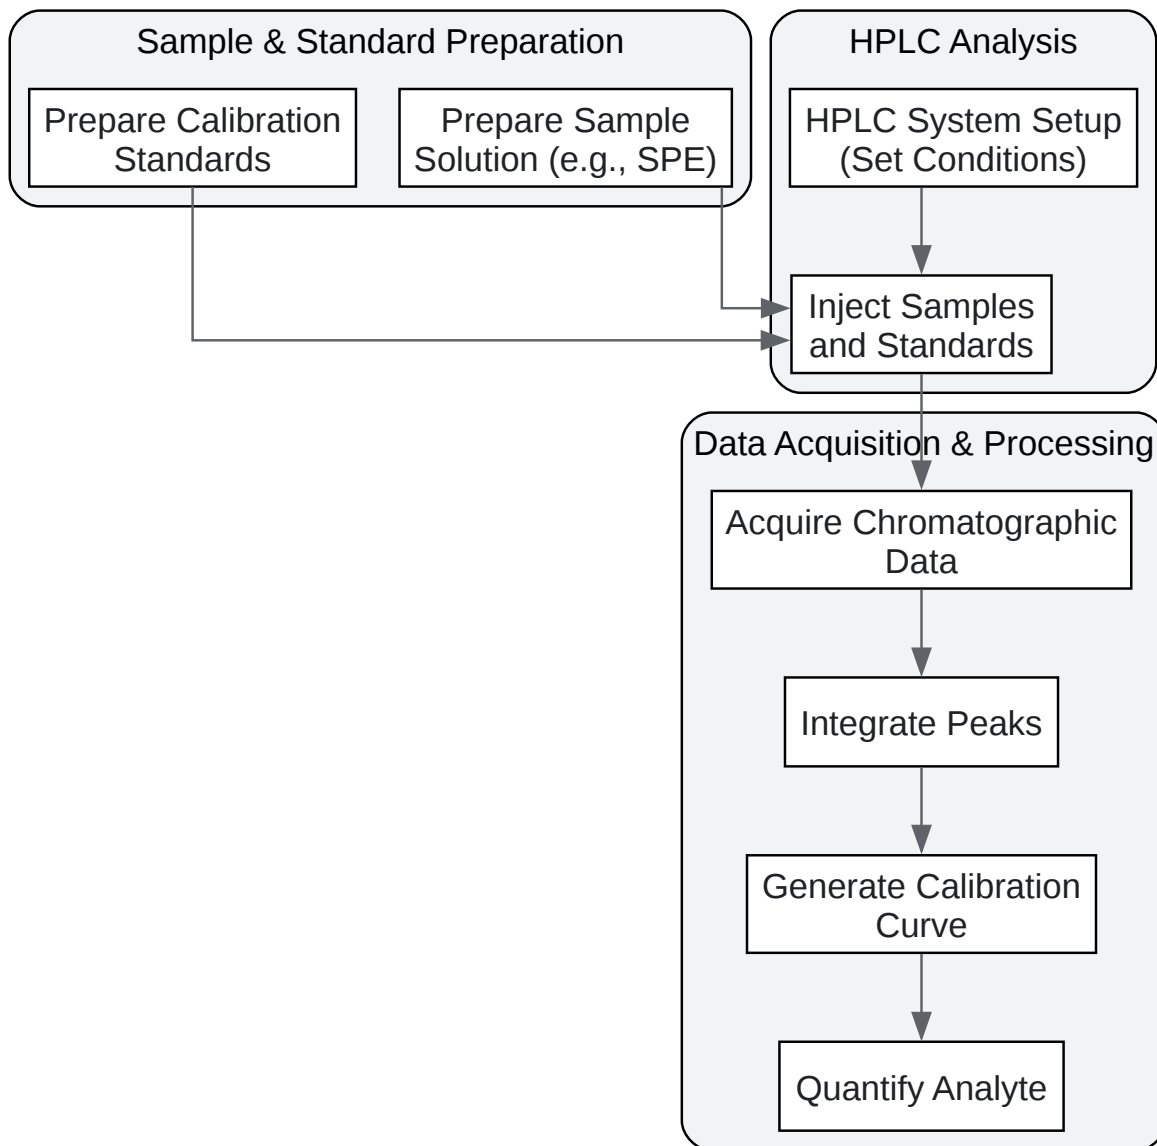 Sample & Standard Preparation
Prepare Calibration
Standards
Prepare Sample
Solution (e.g., SPE)
HPLC Analysis
HPLC System Setup
(Set Conditions)
Inject Samples
and Standards
Data Acquisition & Processing
Acquire Chromatographic
Data
Integrate Peaks
Generate Calibration
Curve
Quantify Analyte